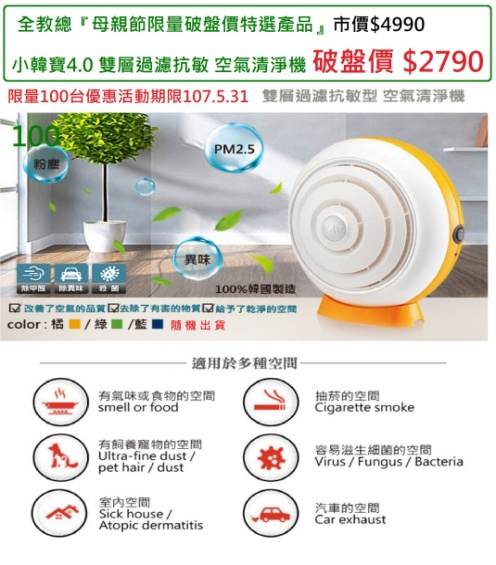 全教總『母親節限量破盤價特選產品』市價$4990
小韓寶4.0 雙層過濾抗敏 空氣清淨機 破盤價 $2790
限量100台優惠活動期限107.5.31 雙層過濾抗敏型 空氣清淨機
100
粉塵
PM2.5
異味
100%韓國製造
除甲醛 除異味 殺菌
改善了空氣的品質 去除了有害的物質 給予了乾淨的空間
color : 橘 / 綠 /藍 隨機出貨
適用於多種空間
有氣味或食物的空間
smell or food
抽菸的空間
Cigarette smoke
有飼養寵物的空間
Ultra-fine dust /
pet hair / dust
容易滋生細菌的空間
Virus / Fungus / Bacteria
室內空間
Sick house /
Atopic dermatitis
汽車的空間
Car exhaust